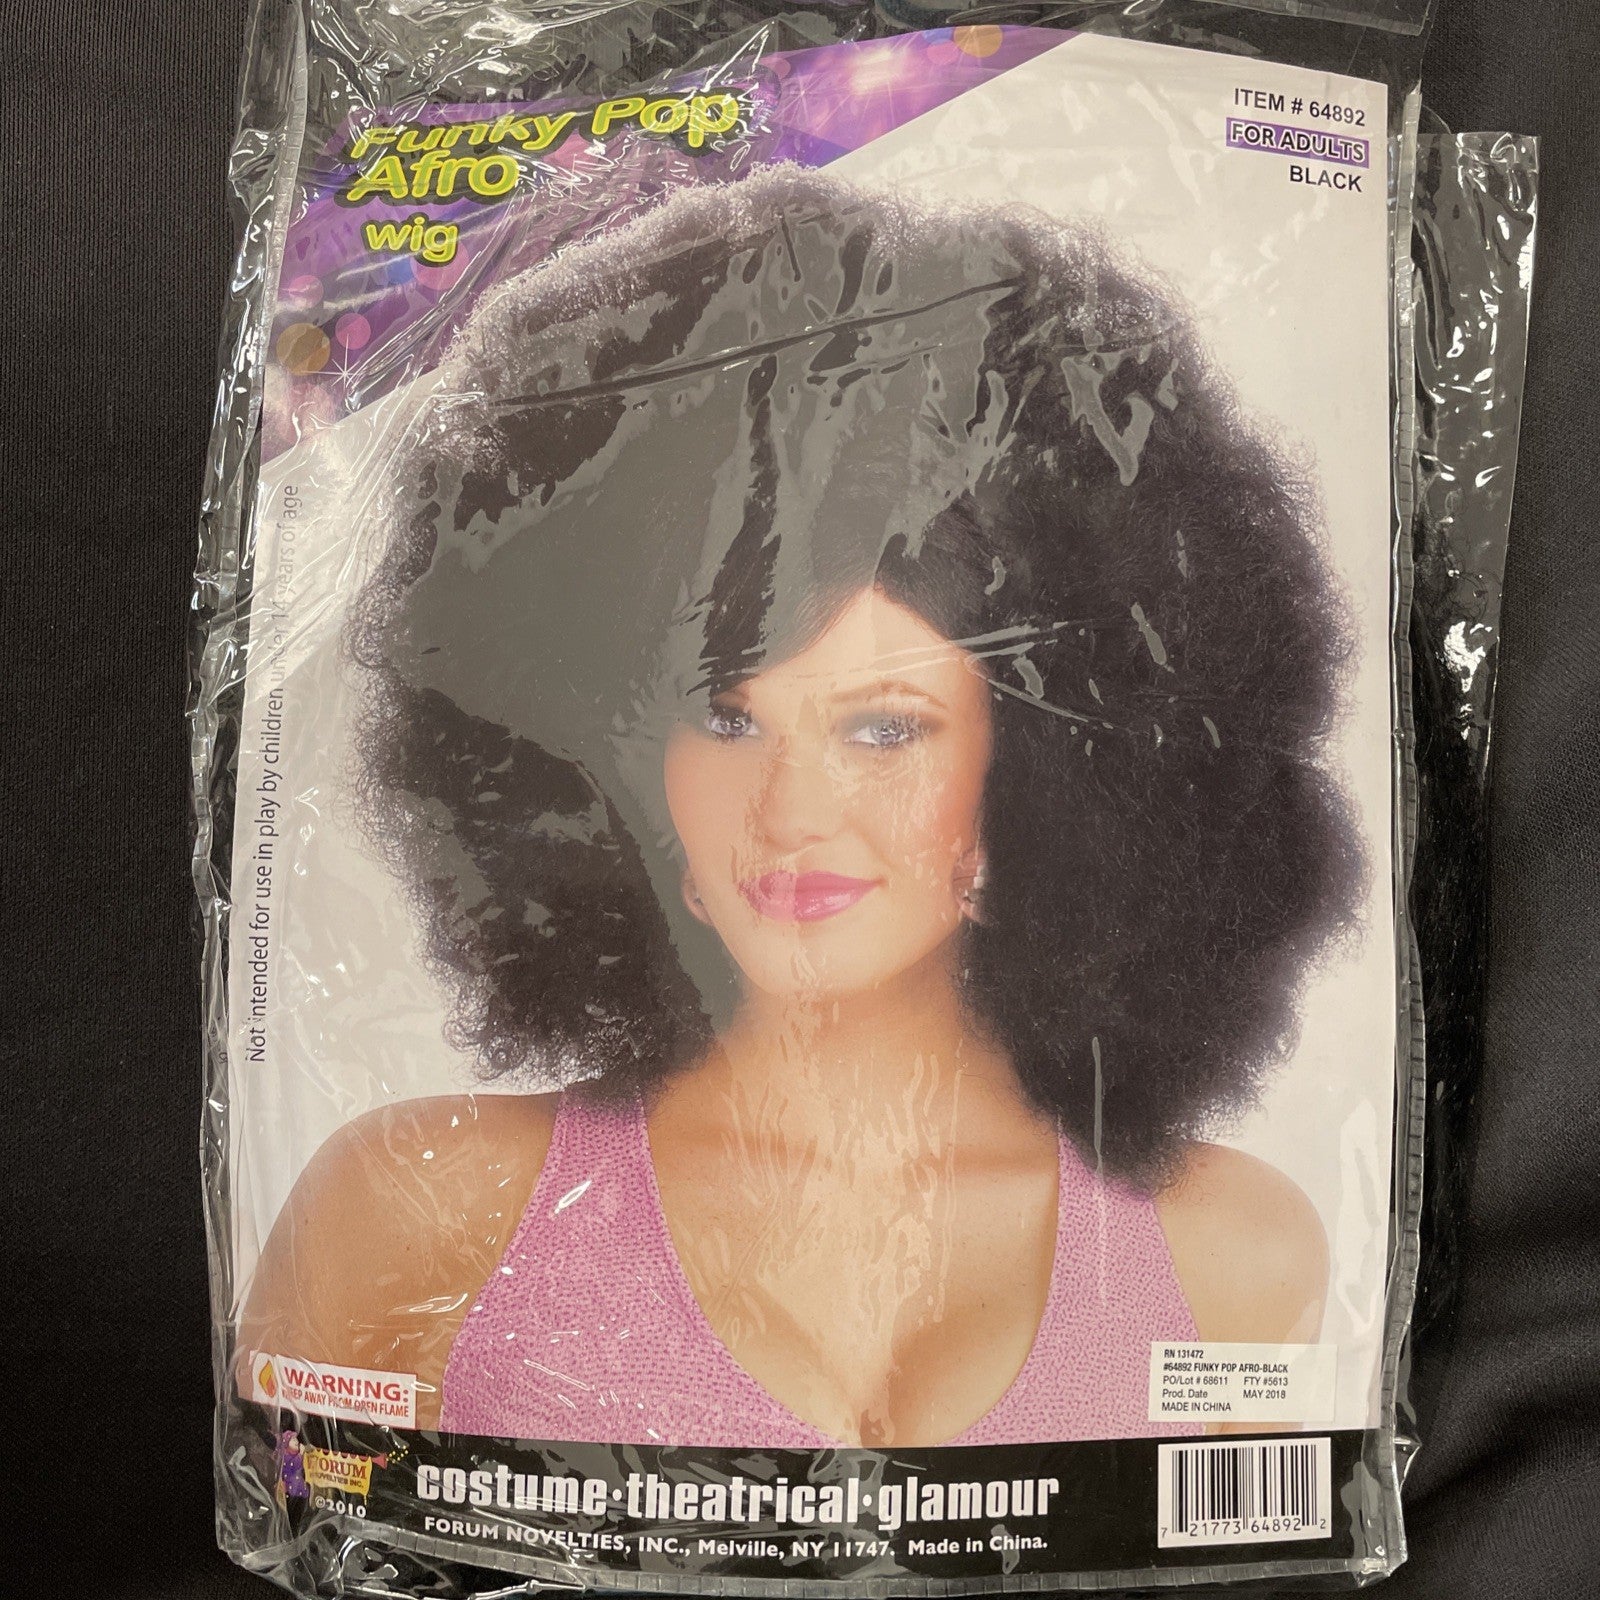 Funky Pop
Afro
wig
ITEM # 64892
FOR ADULTS
BLACK
Not intended for use in play by children under 14 years of age
RN 131472
#64892 FUNKY POP AFRO-BLACK
PO/Lot # 68611 FTY #5613
Prod. Date MAY 2018
MADE IN CHINA
WARNING:
KEEP AWAY FROM OPEN FLAME
FORUM
NOVELTIES INC.
©2010
costume•theatrical•glamour
FORUM NOVELTIES, INC., Melville, NY 11747. Made in China.
7 21773 64892 2